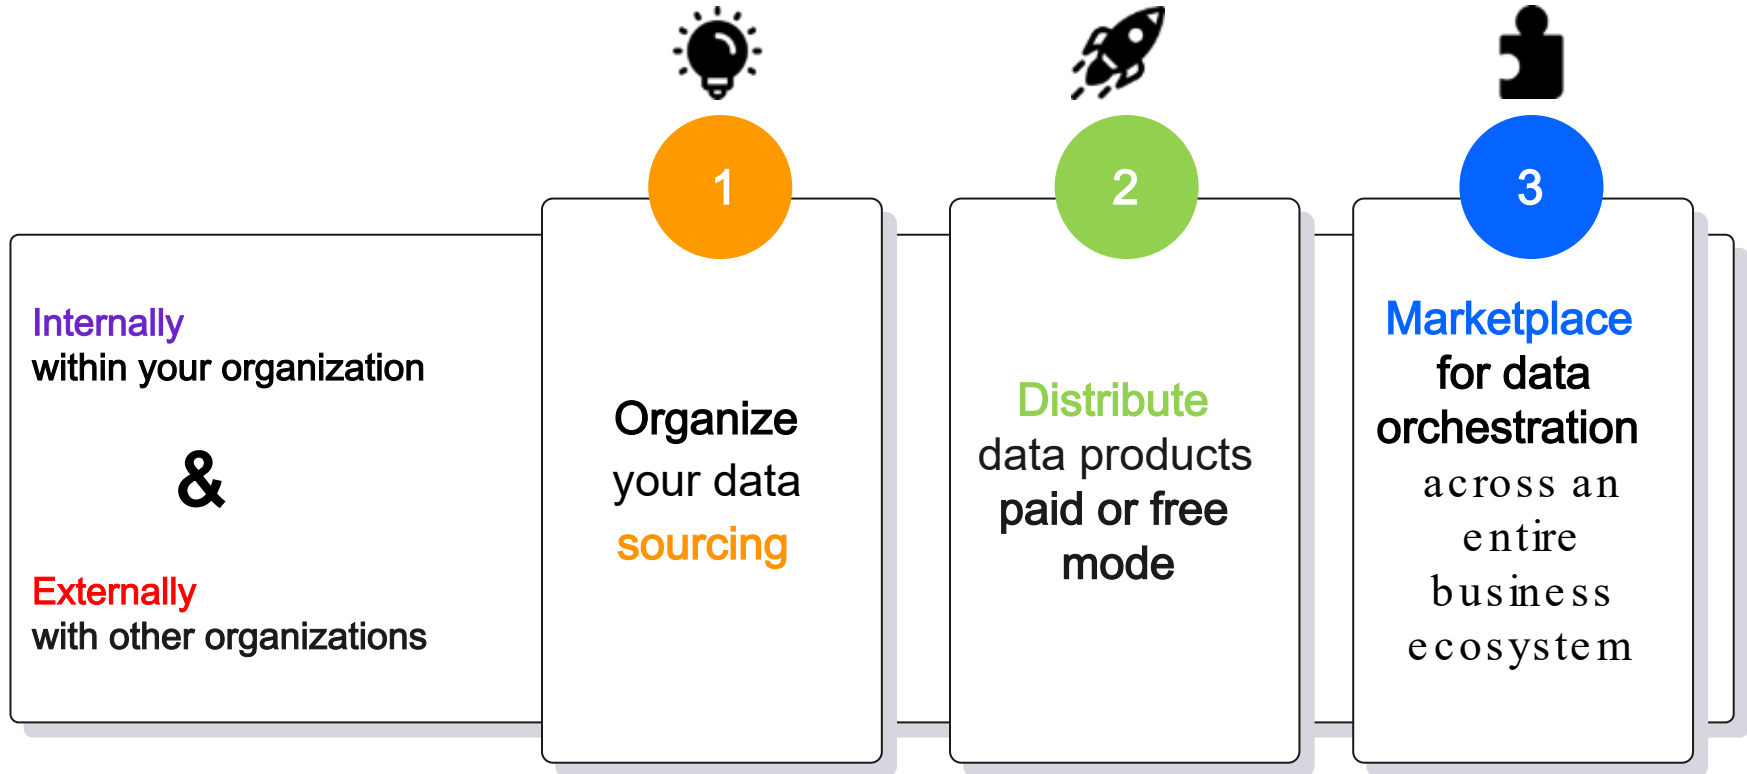 Internally
within your organization
&
Externally
with other organizations
1
Organize
your data
sourcing
2
Distribute
data products
paid or free
mode
3
Marketplace
for data
orchestration
across an
entire
business
ecosystem